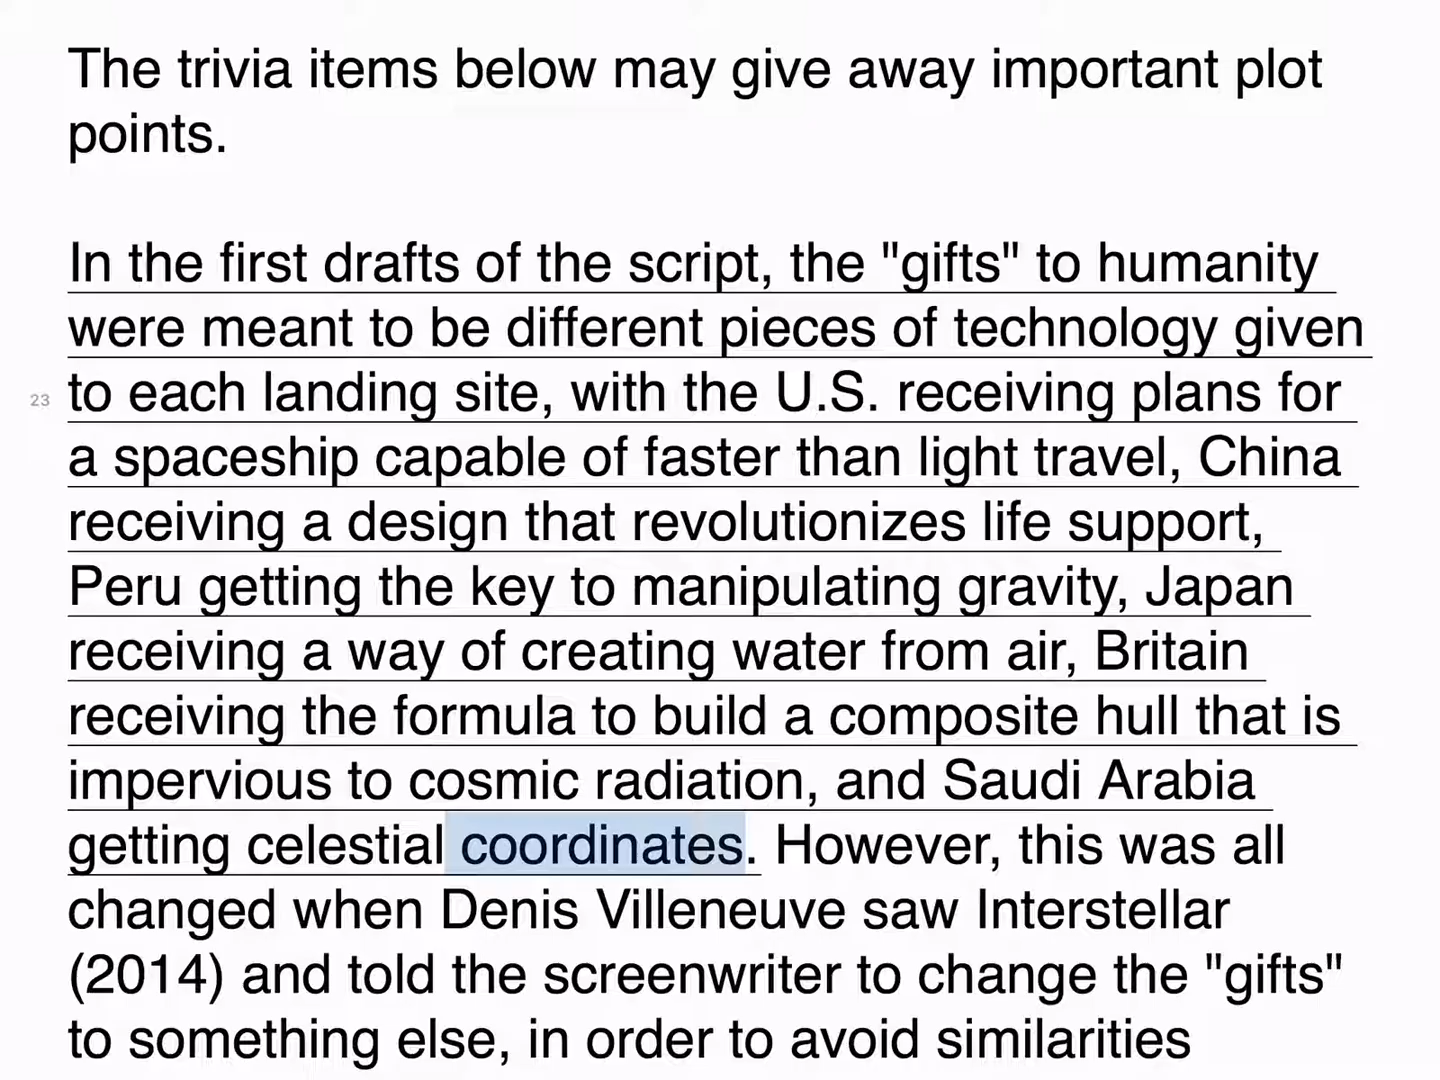 The trivia items below may give away important plot
points.
In the first drafts of the script, the "gifts" to humanity
were meant to be different pieces of technology given
23 to each landing site, with the U.S. receiving plans for
a spaceship capable of faster than light travel, China
receiving a design that revolutionizes life support,
Peru getting the key to manipulating gravity, Japan
receiving a way of creating water from air, Britain
receiving the formula to build a composite hull that is
impervious to cosmic radiation, and Saudi Arabia
getting celestial coordinates. However, this was all
changed when Denis Villeneuve saw Interstellar
(2014) and told the screenwriter to change the "gifts"
to something else, in order to avoid similarities